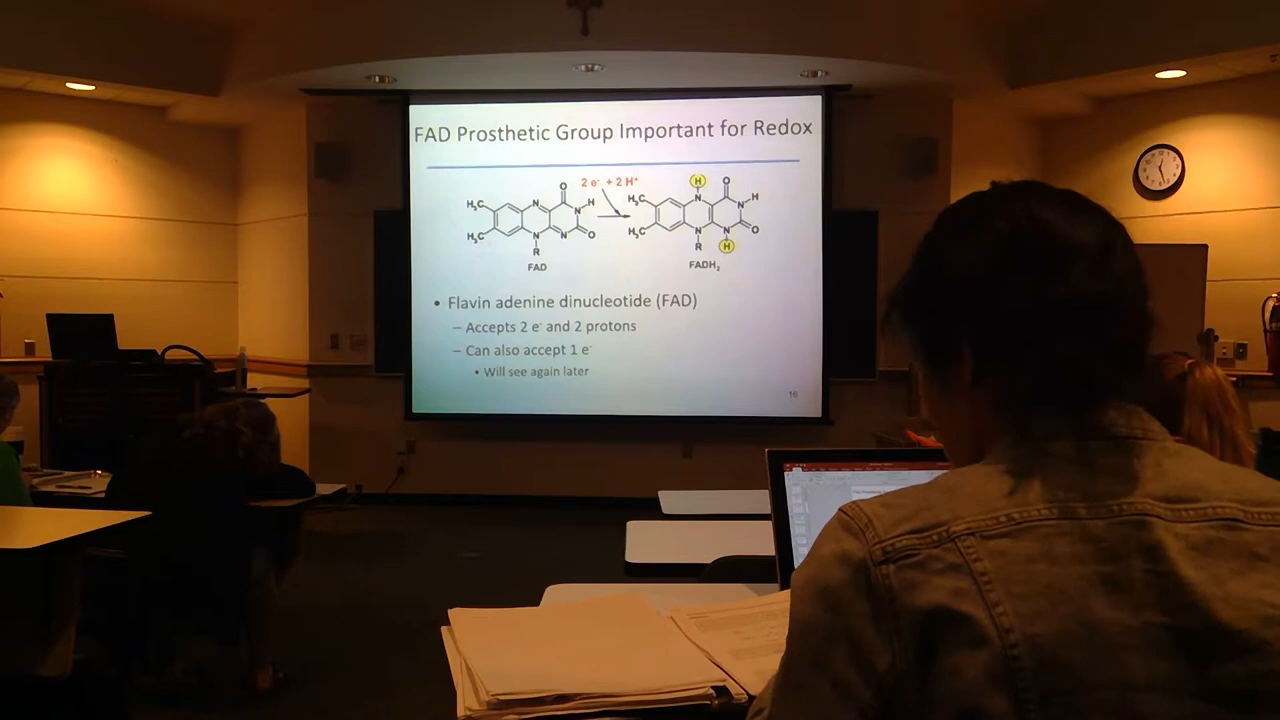 FAD Prosthetic Group Important for Redox
2 e⁻ + 2 H⁺
H₃C
H₃C
N
O
N
H
N
N
O
R
FAD
H
H₃C
H₃C
N
O
N
H
N
N
O
R
H
FADH₂
• Flavin adenine dinucleotide (FAD)
– Accepts 2 e⁻ and 2 protons
– Can also accept 1 e⁻
• Will see again later
16